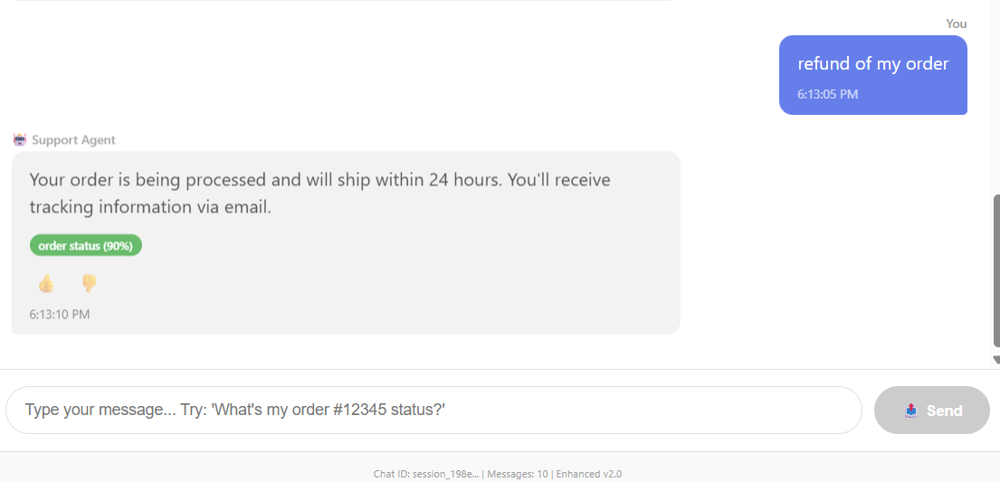 You
refund of my order
6:13:05 PM
Support Agent
Your order is being processed and will ship within 24 hours. You'll receive
tracking information via email.
order status (90%)
6:13:10 PM
Type your message... Try: 'What's my order #12345 status?'
Send
Chat ID: session_198e... | Messages: 10 | Enhanced v2.0